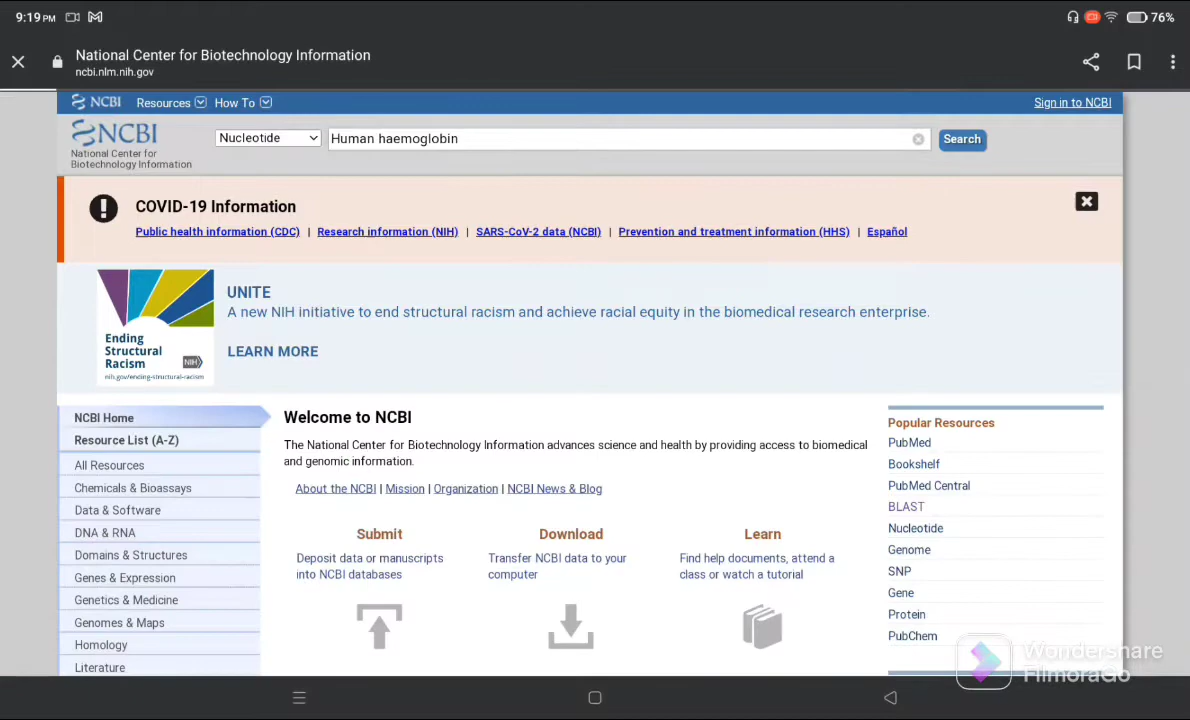 9:19 PM
76%
National Center for Biotechnology Information
ncbi.nlm.nih.gov
NCBI Resources How To Sign in to NCBI
NCBI
National Center for
Biotechnology Information
Nucleotide Human haemoglobin Search
COVID-19 Information
Public health information (CDC) | Research information (NIH) | SARS-CoV-2 data (NCBI) | Prevention and treatment information (HHS) | Español
Ending
Structural
Racism
NIH
nih.gov/ending-structural-racism
UNITE
A new NIH initiative to end structural racism and achieve racial equity in the biomedical research enterprise.
LEARN MORE
NCBI Home
Resource List (A-Z)
All Resources
Chemicals & Bioassays
Data & Software
DNA & RNA
Domains & Structures
Genes & Expression
Genetics & Medicine
Genomes & Maps
Homology
Literature
Welcome to NCBI
The National Center for Biotechnology Information advances science and health by providing access to biomedical
and genomic information.
About the NCBI | Mission | Organization | NCBI News & Blog
Submit
Deposit data or manuscripts
into NCBI databases
Download
Transfer NCBI data to your
computer
Learn
Find help documents, attend a
class or watch a tutorial
Popular Resources
PubMed
Bookshelf
PubMed Central
BLAST
Nucleotide
Genome
SNP
Gene
Protein
PubChem
Wondershare
FilmoraGo